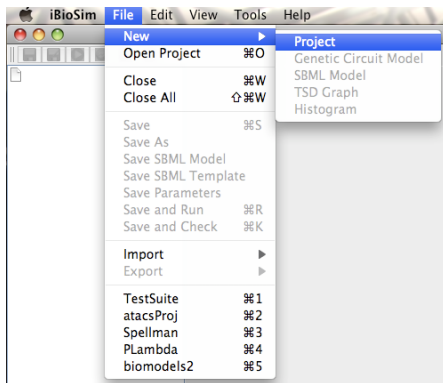 iBioSim File Edit View Tools Help
New
Open Project ⌘O
Close ⌘W
Close All ⇧⌘W
Save ⌘S
Save As
Save SBML Model
Save SBML Template
Save Parameters
Save and Run ⌘R
Save and Check ⌘K
Import
Export
TestSuite ⌘1
atacsProj ⌘2
Spellman ⌘3
PLambda ⌘4
biomodels2 ⌘5
Project
Genetic Circuit Model
SBML Model
TSD Graph
Histogram